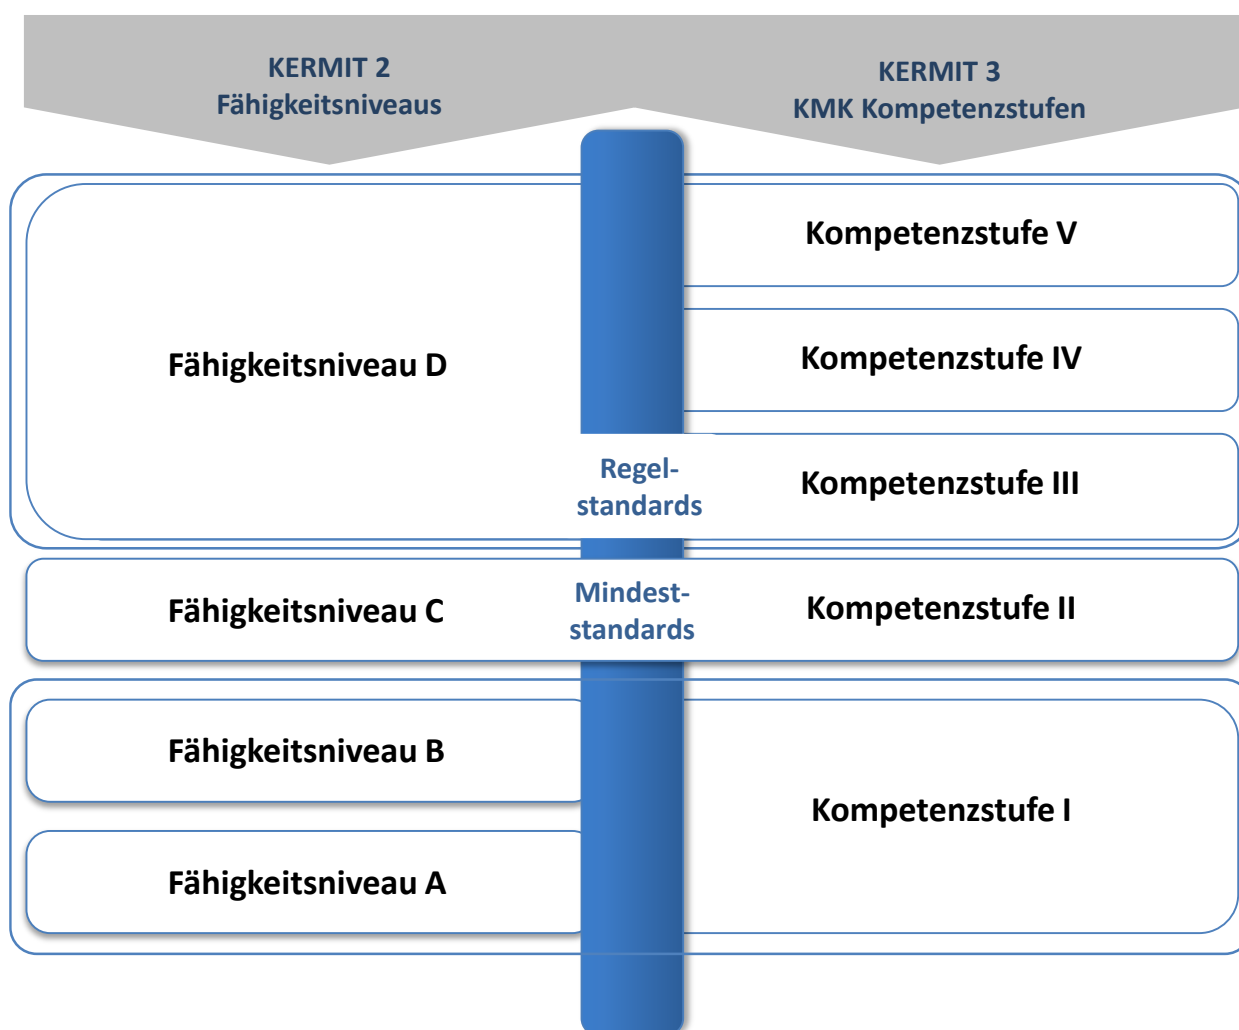 KERMIT 2
Fähigkeitsniveaus
KERMIT 3
KMK Kompetenzstufen
Kompetenzstufe V
Fähigkeitsniveau D
Kompetenzstufe IV
Regel-
standards
Kompetenzstufe III
Fähigkeitsniveau C
Mindest-
standards
Kompetenzstufe II
Fähigkeitsniveau B
Kompetenzstufe I
Fähigkeitsniveau A